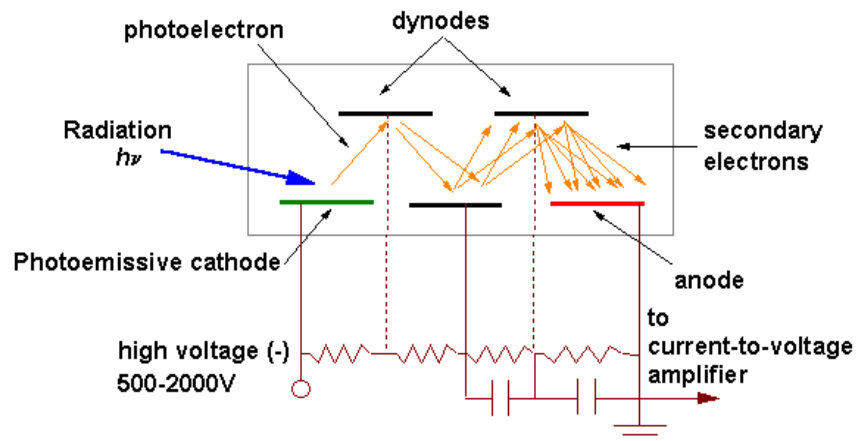 dynodes
photoelectron
Radiation
hν
secondary
electrons
Photoemissive cathode
anode
to
current-to-voltage
amplifier
high voltage (-)
500-2000V